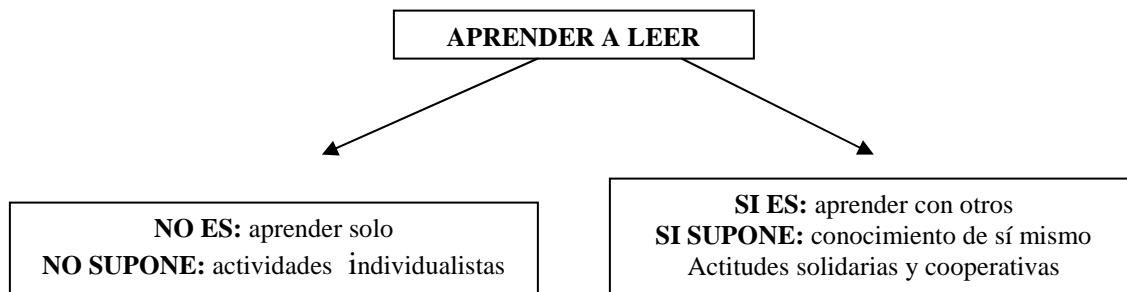 APRENDER A LEER
NO ES: aprender solo
NO SUPONE: actividades individualistas
SI ES: aprender con otros
SI SUPONE: conocimiento de sí mismo
Actitudes solidarias y cooperativas